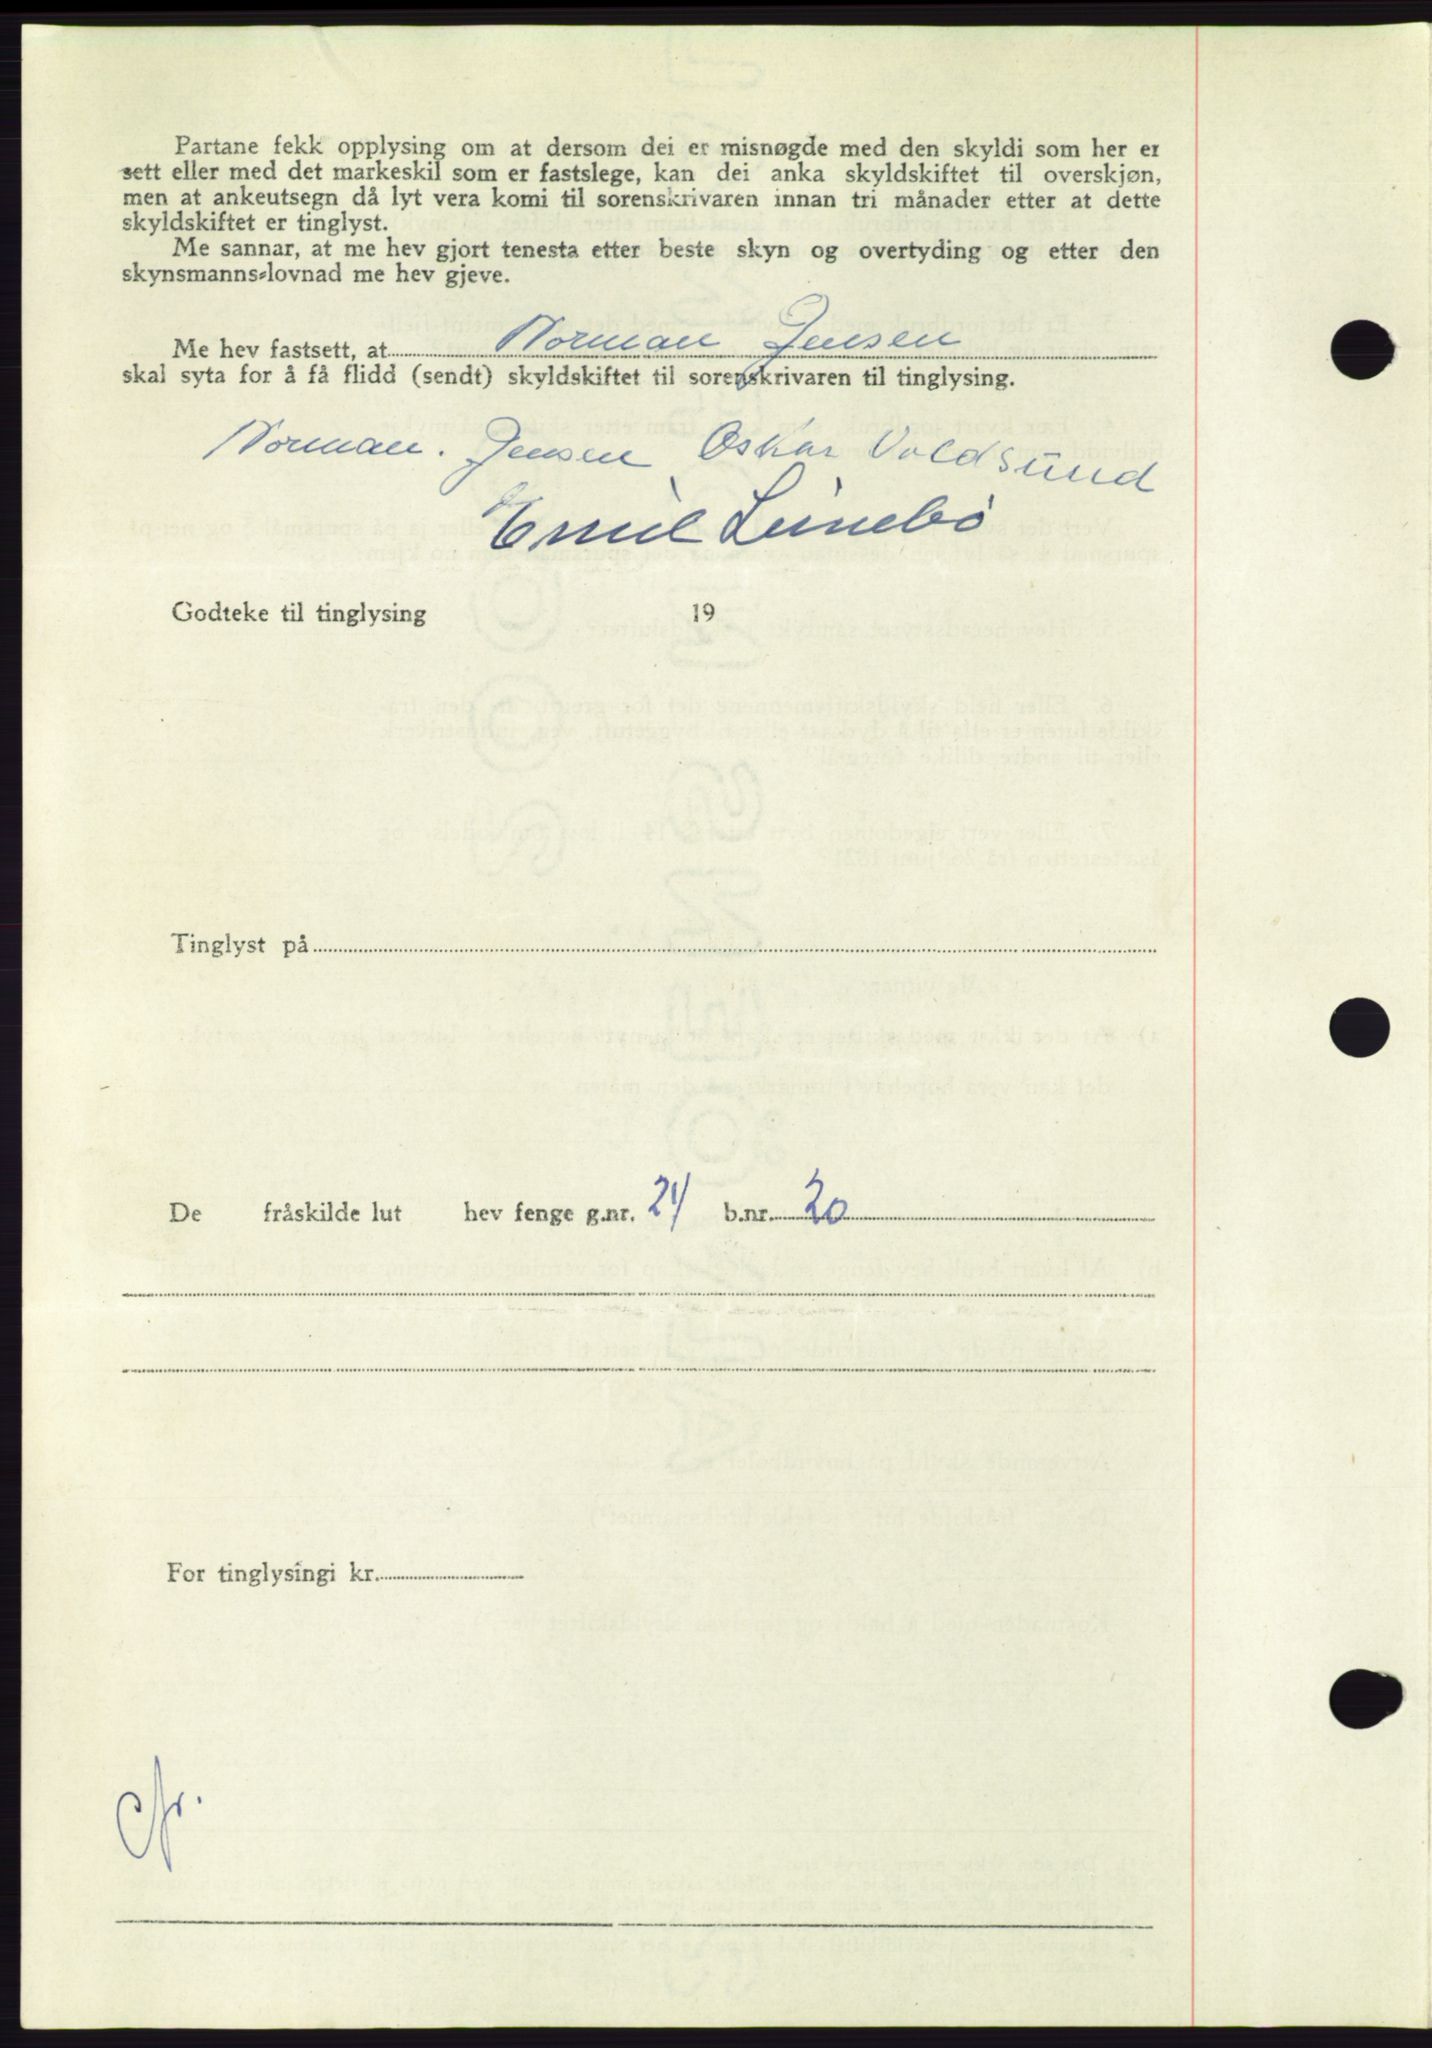 Partane fekk opplysing om at dersom dei er misnøgde med den skyldi som her er
sett eller med det markeskil som er fastslege, kan dei anka skyldskiftet til overskjøn,
men at ankeutsegn då lyt vera komi til sorenskrivaren innan tri månader etter at dette
skyldskiftet er tinglyst.
Me sannar, at me hev gjort tenesta etter beste skyn og overtyding og etter den
skynsmanns-lovnad me hev gjeve.
Me hev fastsett, at Norman Jensen
skal syta for å få flidd (sendt) skyldskiftet til sorenskrivaren til tinglysing.
Norman. Jensen Oskar Voldsund
Emil
Godteke til tinglysing 19
Tinglyst på
De fråskilde lut hev fenge g.nr. 24 b.nr. 20
For tinglysingi kr.